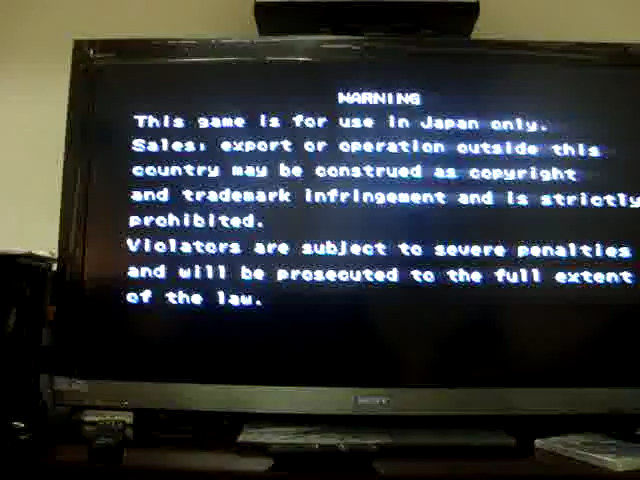 WARNING
This game is for use in Japan only.
Sales, export or operation outside this
country may be construed as copyright
and trademark infringement and is strictly
prohibited.
Violators are subject to severe penalties
and will be prosecuted to the full extent
of the law.
SONY